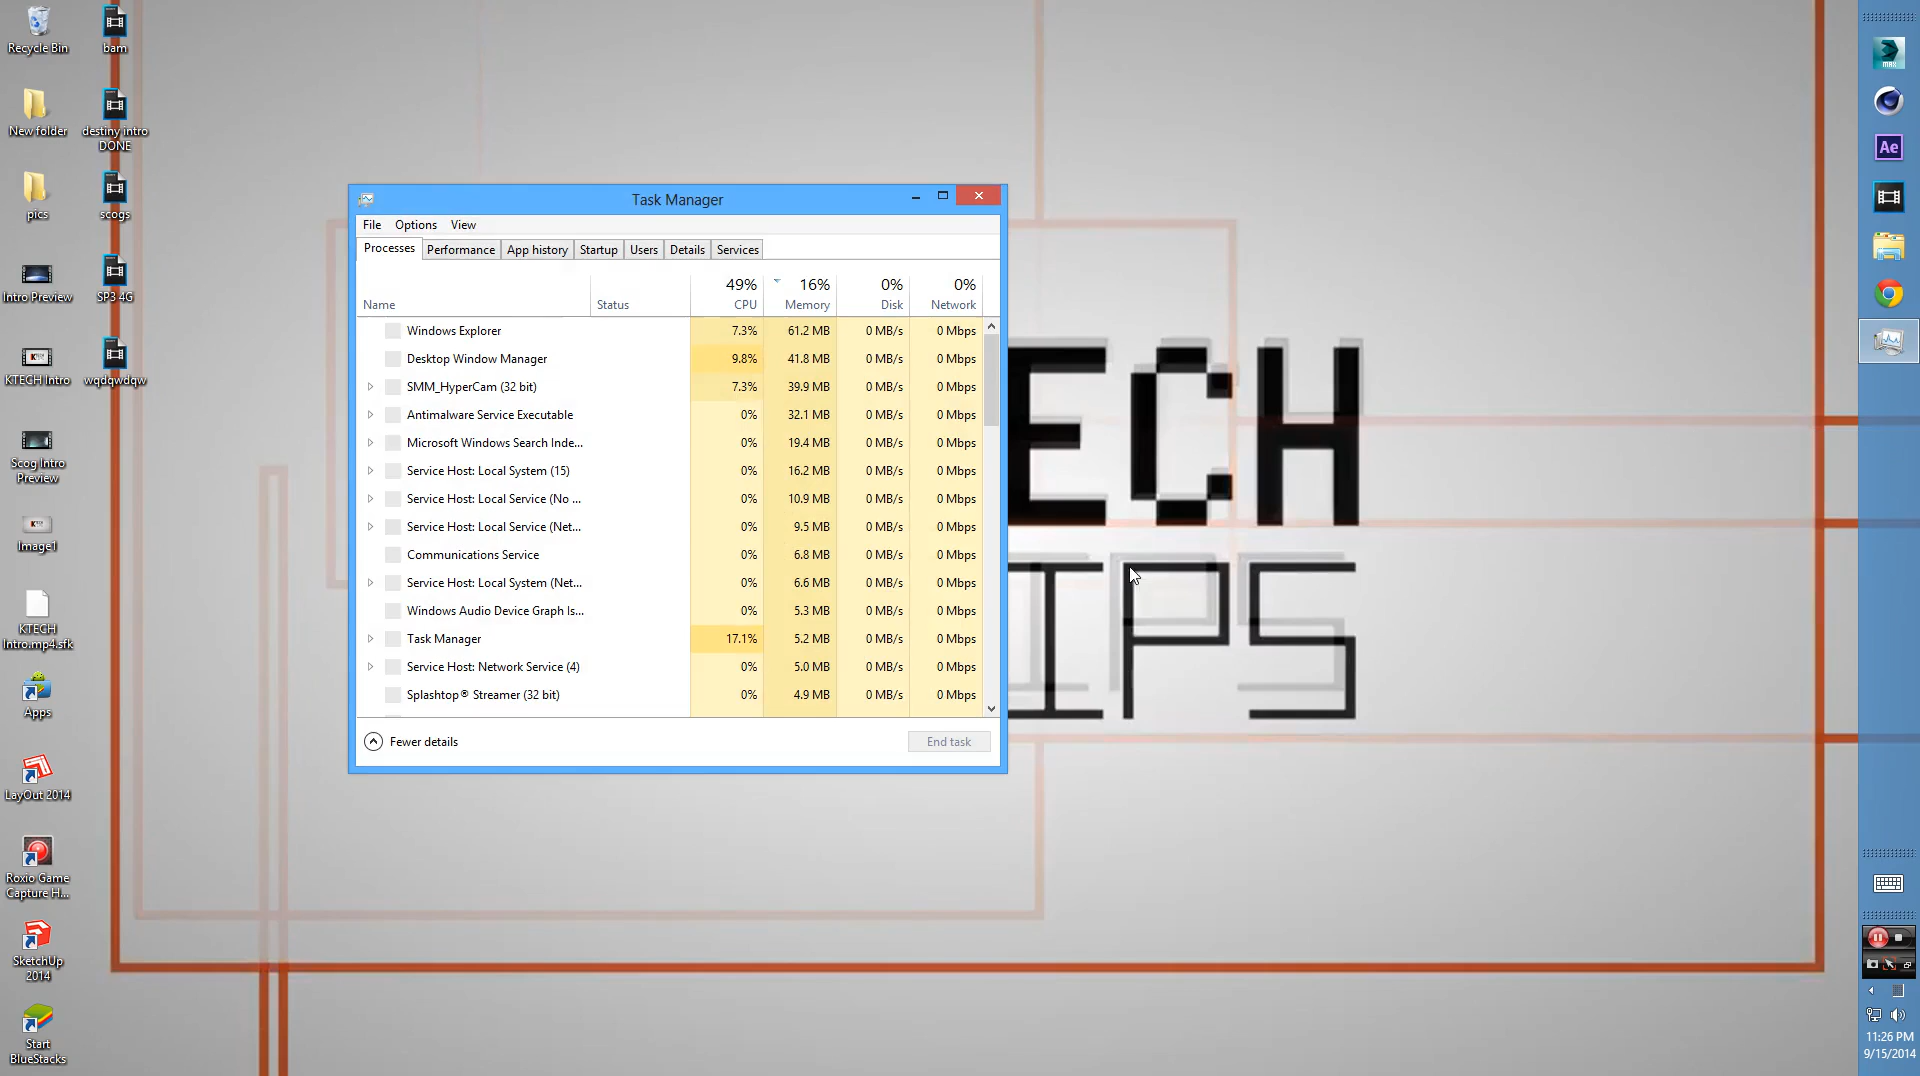 Recycle Bin
bam
New folder
destiny intro
DONE
pics
scogs
Intro Preview
SP3 4G
KTECH Intro
wqdqwdqw
Scog Intro
Preview
Image1
KTECH
Intro.mp4.sfk
Apps
LayOut 2014
Roxio Game
Capture H...
SketchUp
2014
Start
BlueStacks
Task Manager
File Options View
Processes Performance App history Startup Users Details Services
49% 16% 0% 0%
Name Status CPU Memory Disk Network
Windows Explorer 7.3% 61.2 MB 0 MB/s 0 Mbps
Desktop Window Manager 9.8% 41.8 MB 0 MB/s 0 Mbps
SMM_HyperCam (32 bit) 7.3% 39.9 MB 0 MB/s 0 Mbps
Antimalware Service Executable 0% 32.1 MB 0 MB/s 0 Mbps
Microsoft Windows Search Inde... 0% 19.4 MB 0 MB/s 0 Mbps
Service Host: Local System (15) 0% 16.2 MB 0 MB/s 0 Mbps
Service Host: Local Service (No ... 0% 10.9 MB 0 MB/s 0 Mbps
Service Host: Local Service (Net... 0% 9.5 MB 0 MB/s 0 Mbps
Communications Service 0% 6.8 MB 0 MB/s 0 Mbps
Service Host: Local System (Net... 0% 6.6 MB 0 MB/s 0 Mbps
Windows Audio Device Graph Is... 0% 5.3 MB 0 MB/s 0 Mbps
Task Manager 17.1% 5.2 MB 0 MB/s 0 Mbps
Service Host: Network Service (4) 0% 5.0 MB 0 MB/s 0 Mbps
Splashtop® Streamer (32 bit) 0% 4.9 MB 0 MB/s 0 Mbps
Fewer details End task
ECH
IPS
MAX
Ae
11:26 PM
9/15/2014